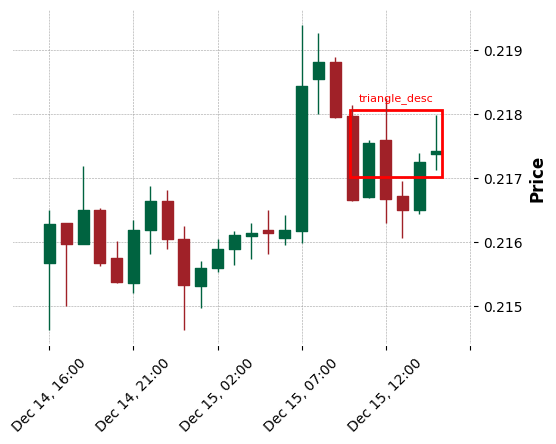 0.219
triangle_desc
0.218
0.217
Price
0.216
0.215
Dec 14, 16:00
Dec 14, 21:00
Dec 15, 02:00
Dec 15, 07:00
Dec 15, 12:00